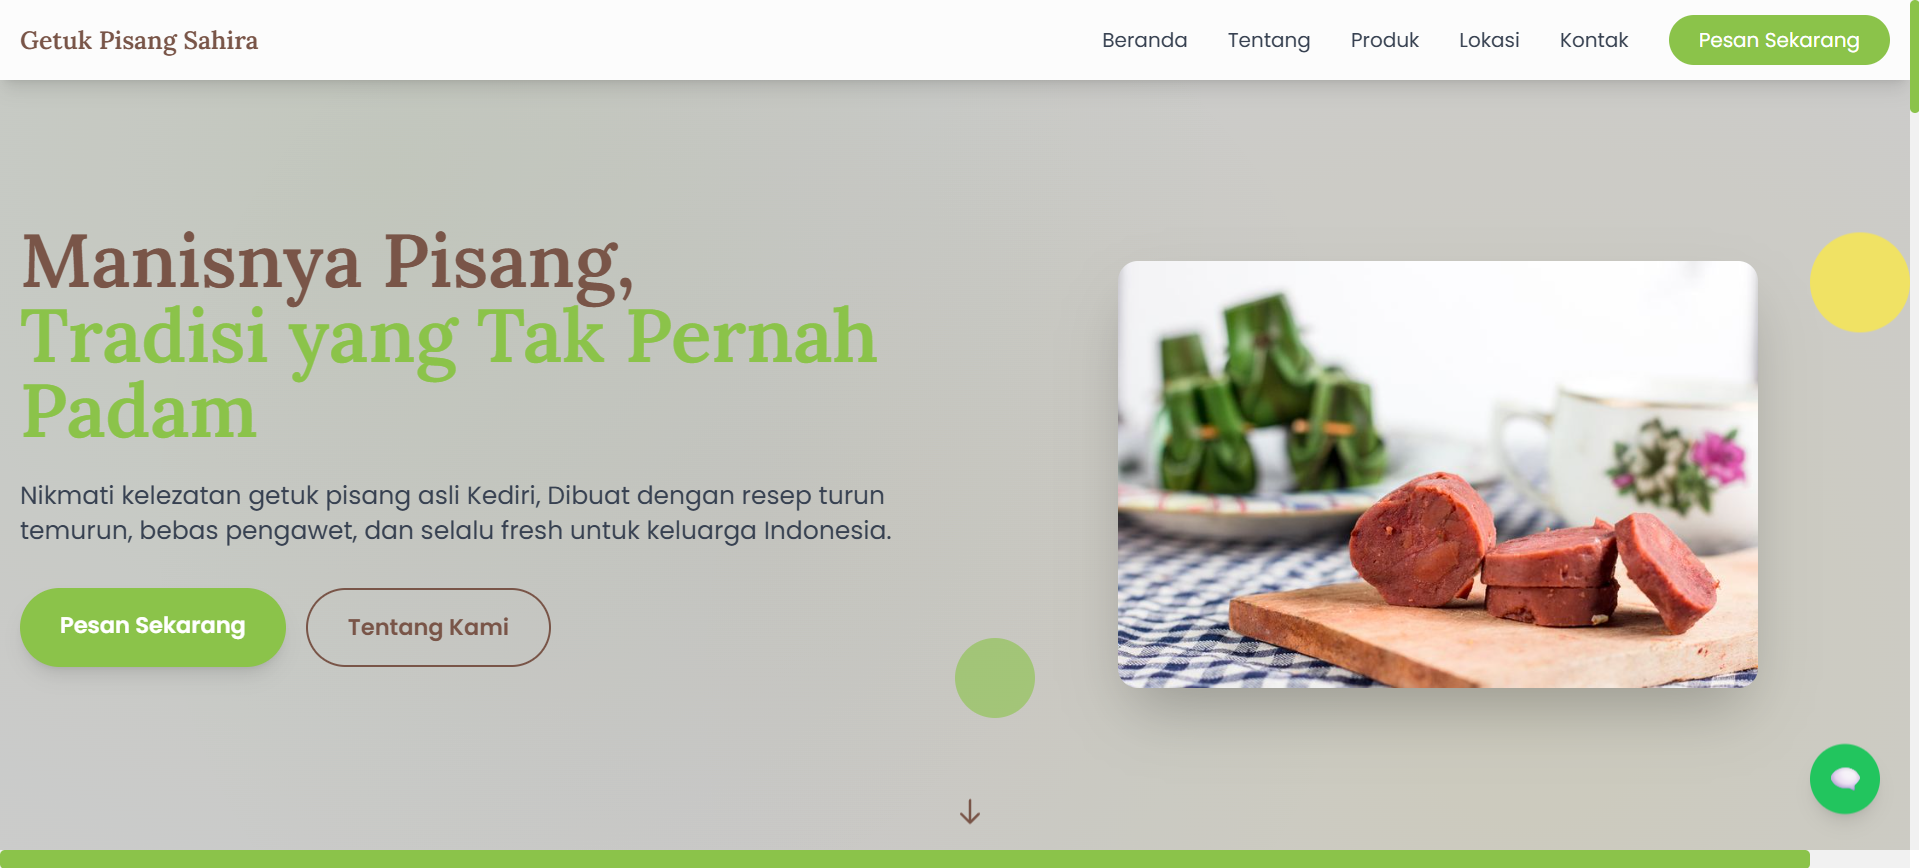 Getuk Pisang Sahira
Beranda
Tentang
Produk
Lokasi
Kontak
Pesan Sekarang
Manisnya Pisang,
Tradisi yang Tak Pernah
Padam
Nikmati kelezatan getuk pisang asli Kediri, Dibuat dengan resep turun
temurun, bebas pengawet, dan selalu fresh untuk keluarga Indonesia.
Pesan Sekarang
Tentang Kami